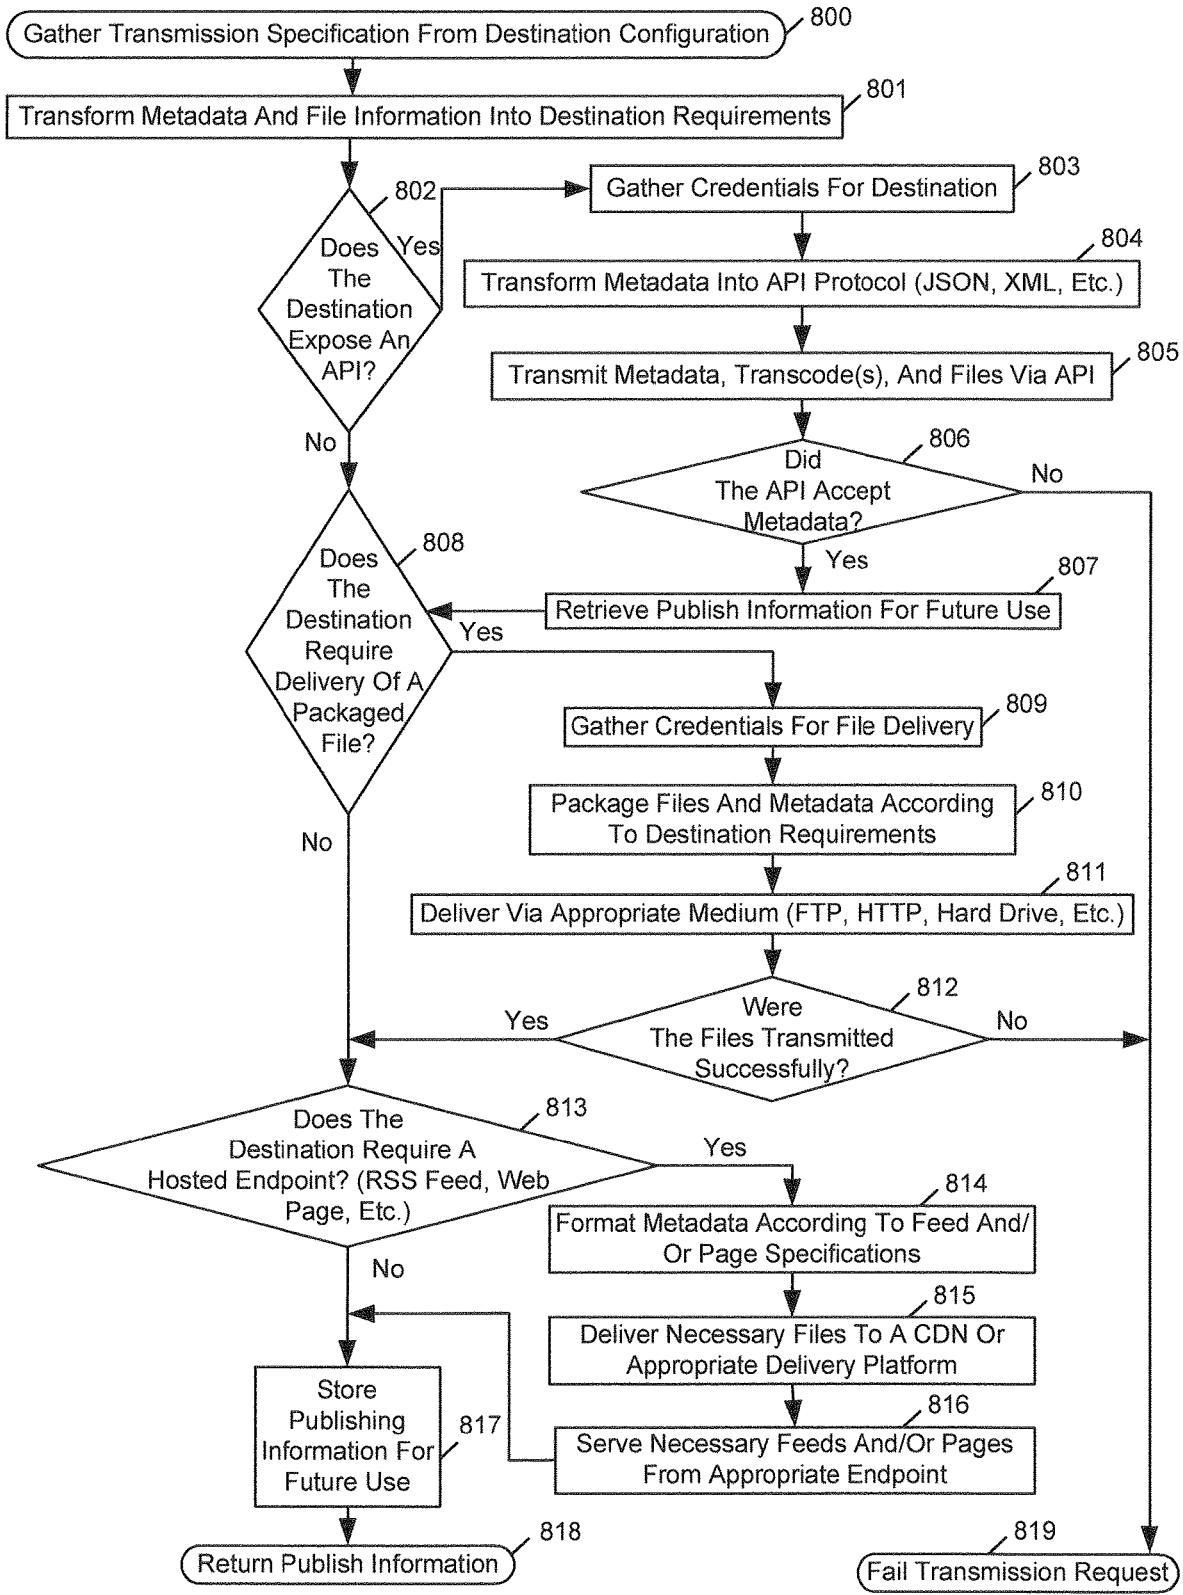 Gather Transmission Specification From Destination Configuration
800
Transform Metadata And File Information Into Destination Requirements
801
802
Does
The
Destination
Expose An
API?
Yes
No
Gather Credentials For Destination
803
Transform Metadata Into API Protocol (JSON, XML, Etc.)
804
Transmit Metadata, Transcode(s), And Files Via API
805
Did
The API Accept
Metadata?
806
No
Yes
Retrieve Publish Information For Future Use
807
808
Does
The
Destination
Require
Delivery Of A
Packaged
File?
Yes
No
Gather Credentials For File Delivery
809
Package Files And Metadata According
To Destination Requirements
810
Deliver Via Appropriate Medium (FTP, HTTP, Hard Drive, Etc.)
811
Were
The Files Transmitted
Successfully?
812
Yes
No
Does The
Destination Require A
Hosted Endpoint? (RSS Feed, Web
Page, Etc.)
813
Yes
No
Format Metadata According To Feed And/
Or Page Specifications
814
Deliver Necessary Files To A CDN Or
Appropriate Delivery Platform
815
Serve Necessary Feeds And/Or Pages
From Appropriate Endpoint
816
Store
Publishing
Information For
Future Use
817
Return Publish Information
818
Fail Transmission Request
819